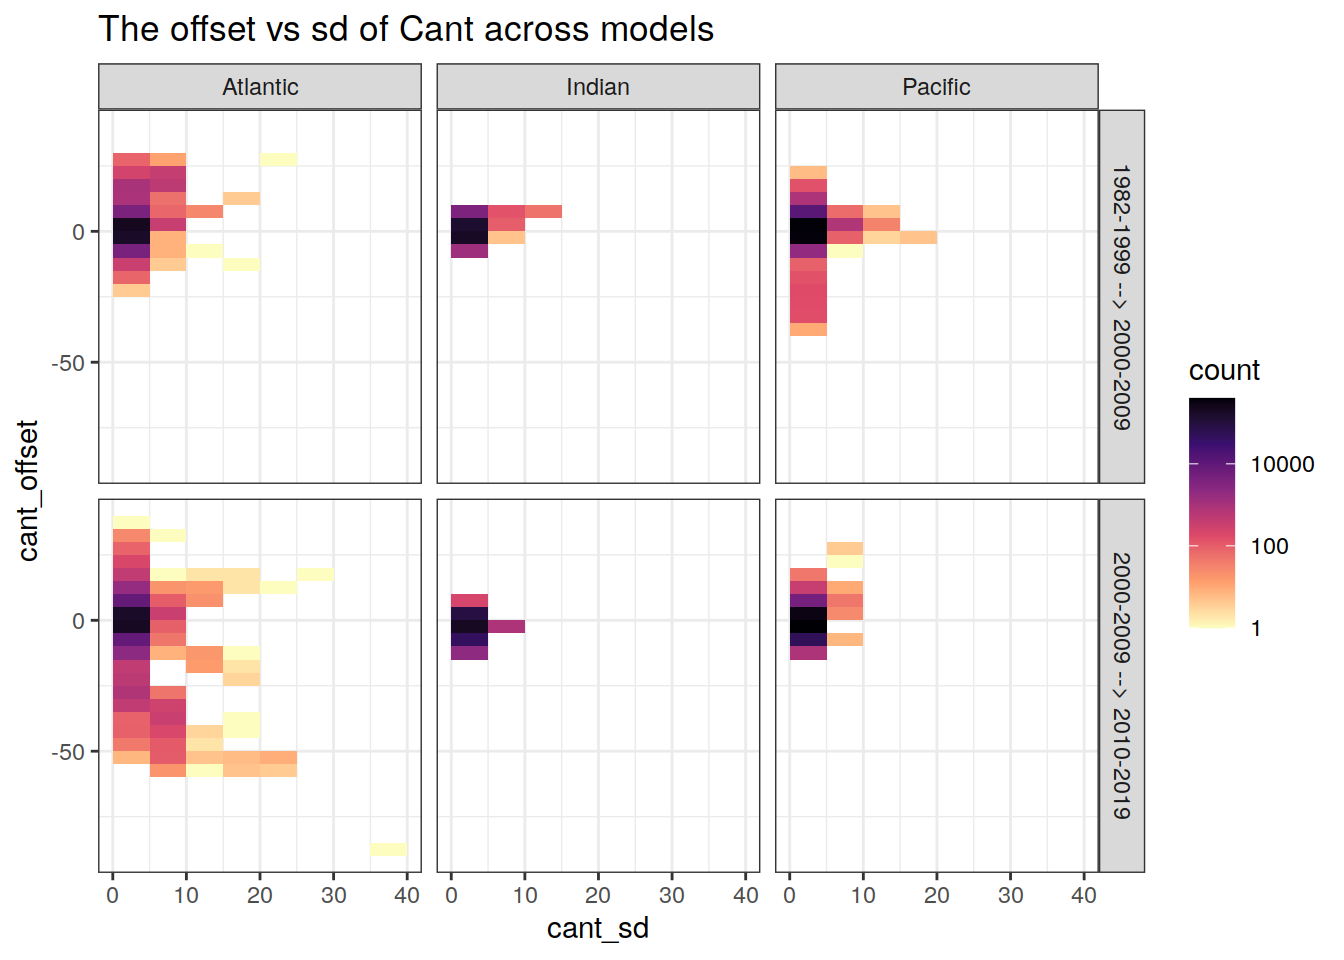 The offset vs sd of Cant across models
Atlantic
Indian
Pacific
0
-50
1982-1999 --> 2000-2009
0
-50
2000-2009 --> 2010-2019
cant_offset
0 10 20 30 40
0 10 20 30 40
0 10 20 30 40
cant_sd
count
10000
100
1